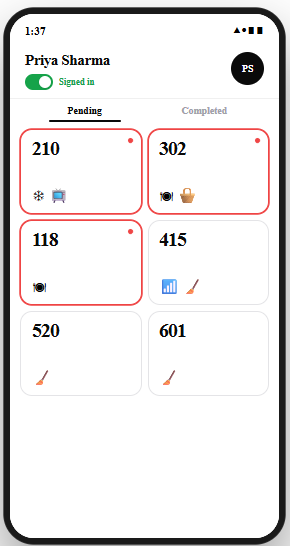 1:37
Priya Sharma
PS
Signed in
Pending Completed
210 302
118 415
520 601